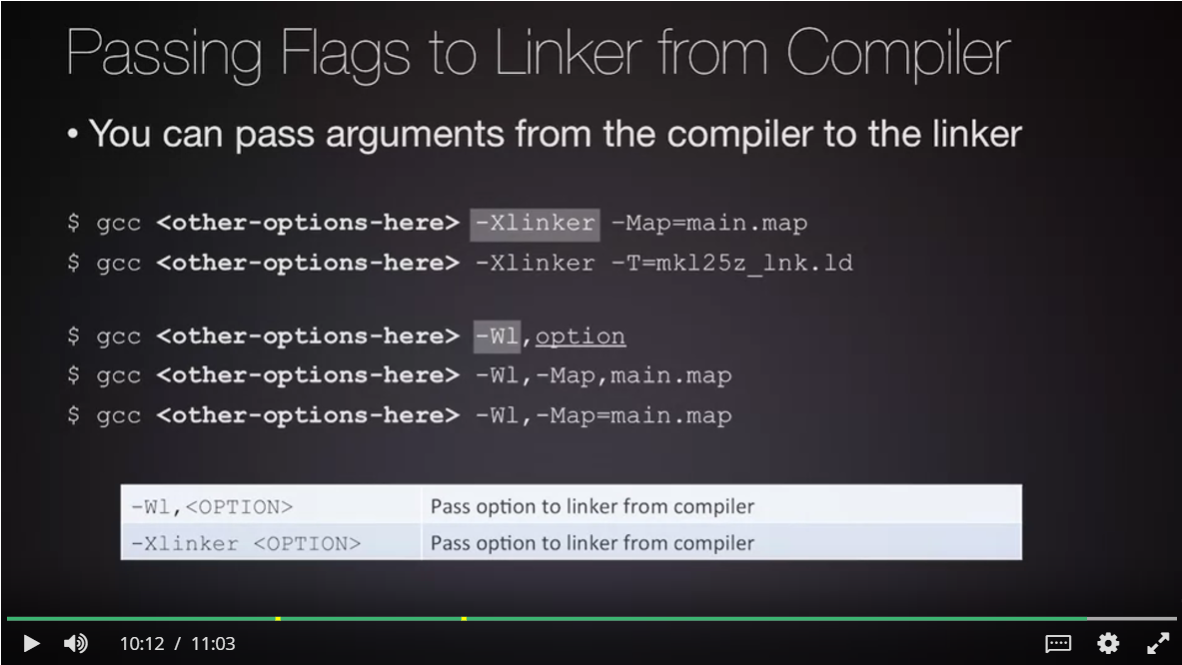 Passing Flags to Linker from Compiler
• You can pass arguments from the compiler to the linker
$ gcc <other-options-here> -Xlinker -Map=main.map
$ gcc <other-options-here> -Xlinker -T=mkl25z_lnk.ld
$ gcc <other-options-here> -Wl,option
$ gcc <other-options-here> -Wl,-Map,main.map
$ gcc <other-options-here> -Wl,-Map=main.map
-Wl,<OPTION> Pass option to linker from compiler
-Xlinker <OPTION> Pass option to linker from compiler
10:12 / 11:03